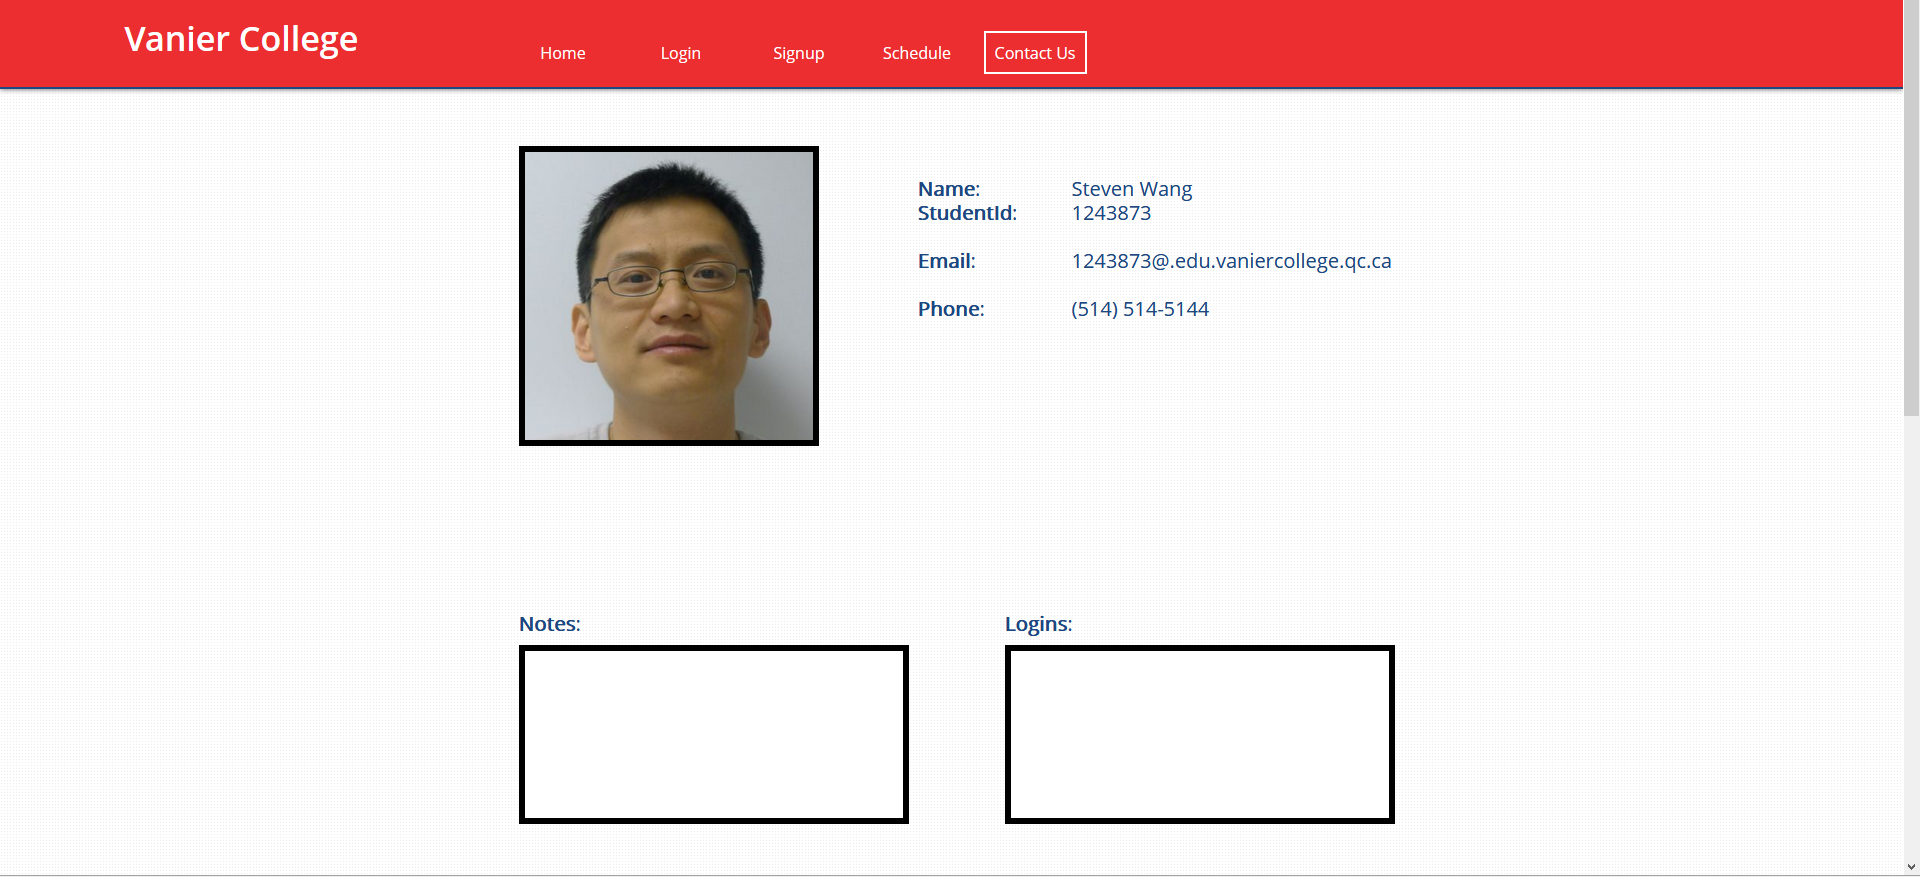 Vanier College
Home Login Signup Schedule Contact Us
Name: Steven Wang
StudentId: 1243873
Email: 1243873@.edu.vaniercollege.qc.ca
Phone: (514) 514-5144
Notes: Logins: